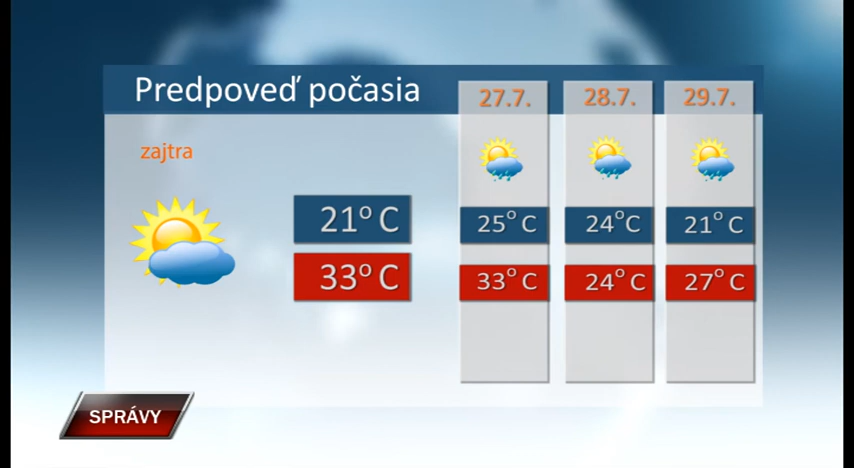 Predpoveď počasia
zajtra
21° C
33° C
27.7.
25° C
33° C
28.7.
24°C
24° C
29.7.
21° C
27° C
SPRÁVY